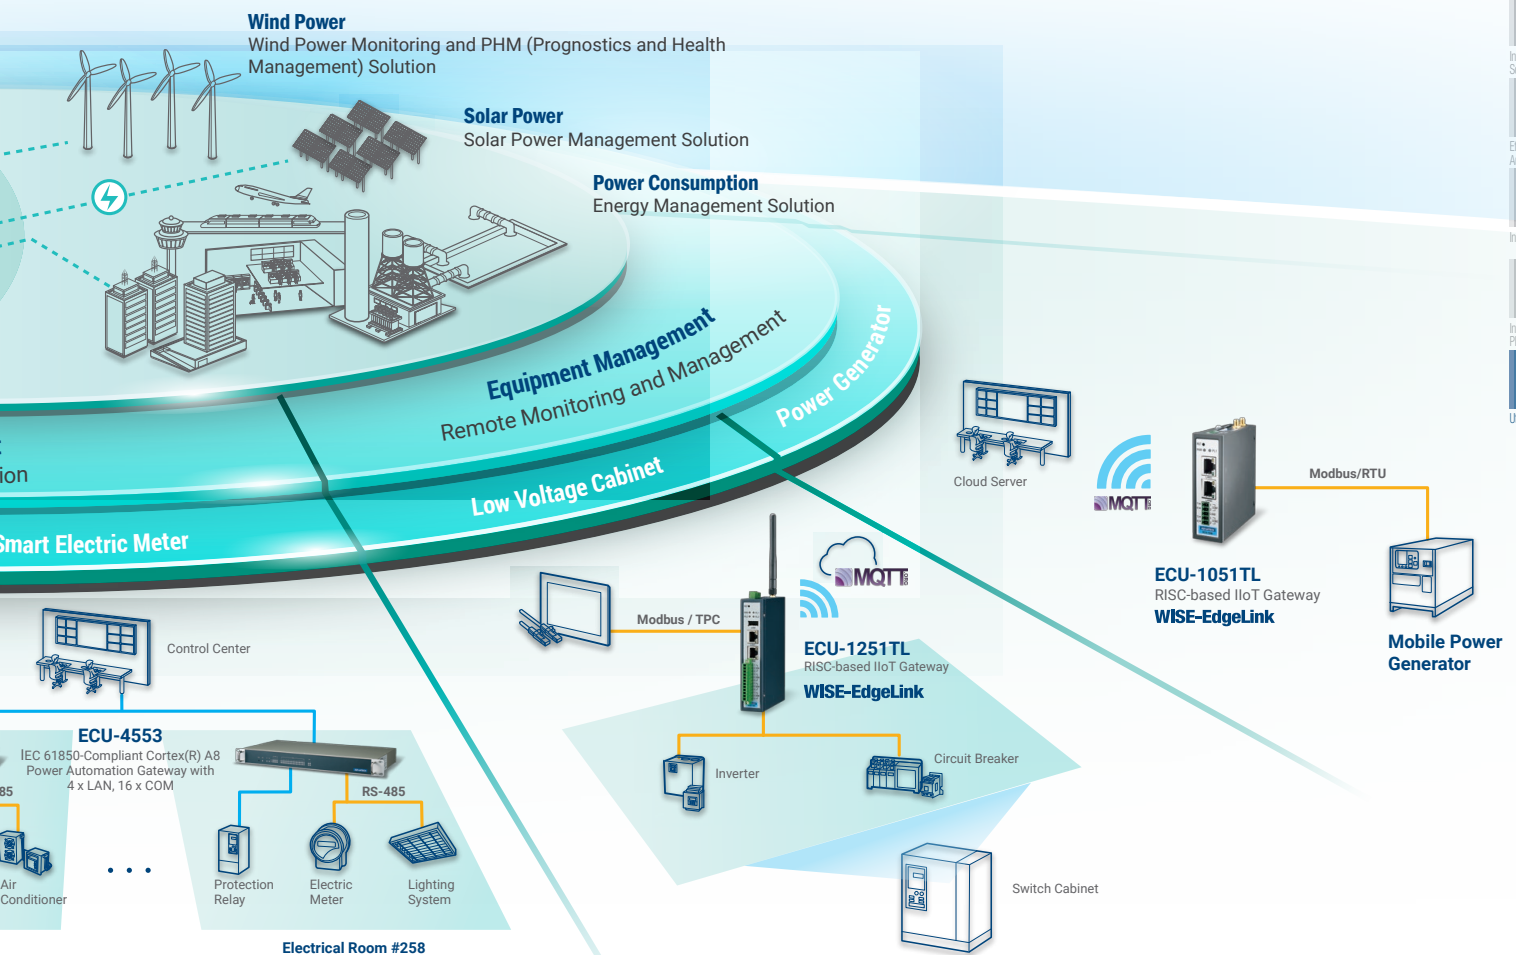 Wind Power
Wind Power Monitoring and PHM (Prognostics and Health
Management) Solution
Solar Power
Solar Power Management Solution
Power Consumption
Energy Management Solution
Equipment Management
Remote Monitoring and Management
Power Generator
Low Voltage Cabinet
Smart Electric Meter
Cloud Server
MQTT
Modbus/RTU
ECU-1051TL
RISC-based IIoT Gateway
WISE-EdgeLink
Mobile Power
Generator
MQTT
Modbus / TPC
ECU-1251TL
RISC-based IIoT Gateway
WISE-EdgeLink
Inverter
Circuit Breaker
Switch Cabinet
Control Center
ECU-4553
IEC 61850-Compliant Cortex(R) A8
Power Automation Gateway with
4 x LAN, 16 x COM
85
RS-485
Air
Conditioner
. . .
Protection
Relay
Electric
Meter
Lighting
System
Electrical Room #258